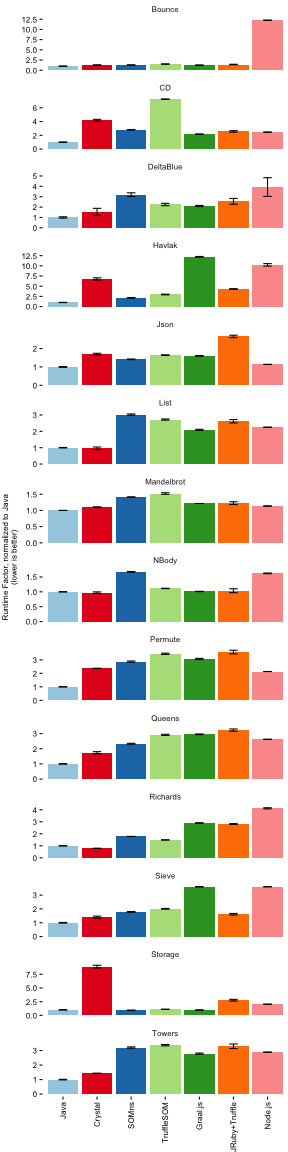 Bounce
12.5
10.0
7.5
5.0
2.5
0.0
CD
6
4
2
0
DeltaBlue
5
4
3
2
1
0
Havlak
12.5
10.0
7.5
5.0
2.5
0.0
Json
2
1
0
List
3
2
1
0
Mandelbrot
1.5
1.0
0.5
0.0
Runtime Factor, normalized to Java
(lower is better)
NBody
1.5
1.0
0.5
0.0
Permute
3
2
1
0
Queens
3
2
1
0
Richards
4
3
2
1
0
Sieve
3
2
1
0
Storage
7.5
5.0
2.5
0.0
Towers
3
2
1
0
Java
Crystal
SOMns
TruffleSOM
Graal.js
JRuby+Truffle
Node.js